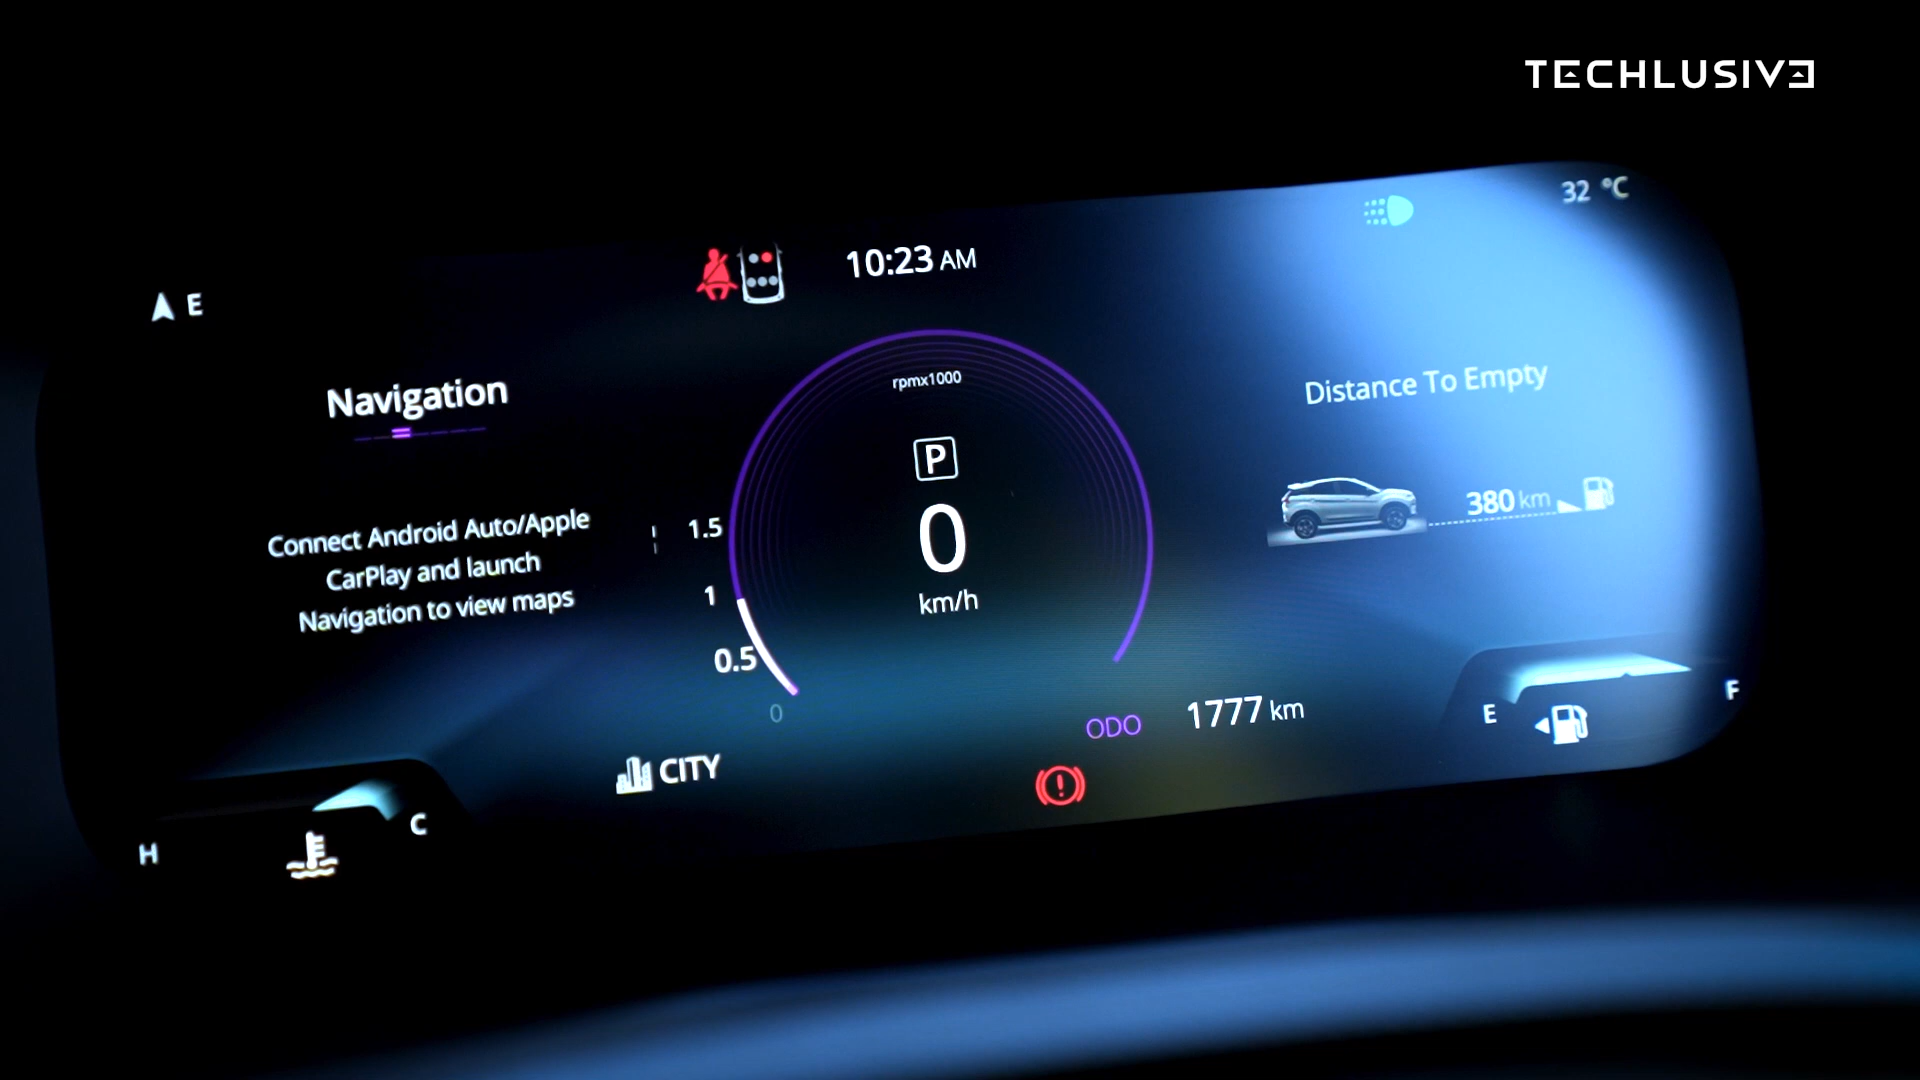 TECHLUSIVE
32 °C
10:23 AM
E
Navigation
rpmx1000
Distance To Empty
P
0
km/h
380 km
Connect Android Auto/Apple
CarPlay and launch
Navigation to view maps
1.5
1
0.5
0
ODO 1777 km
E F
CITY
H C